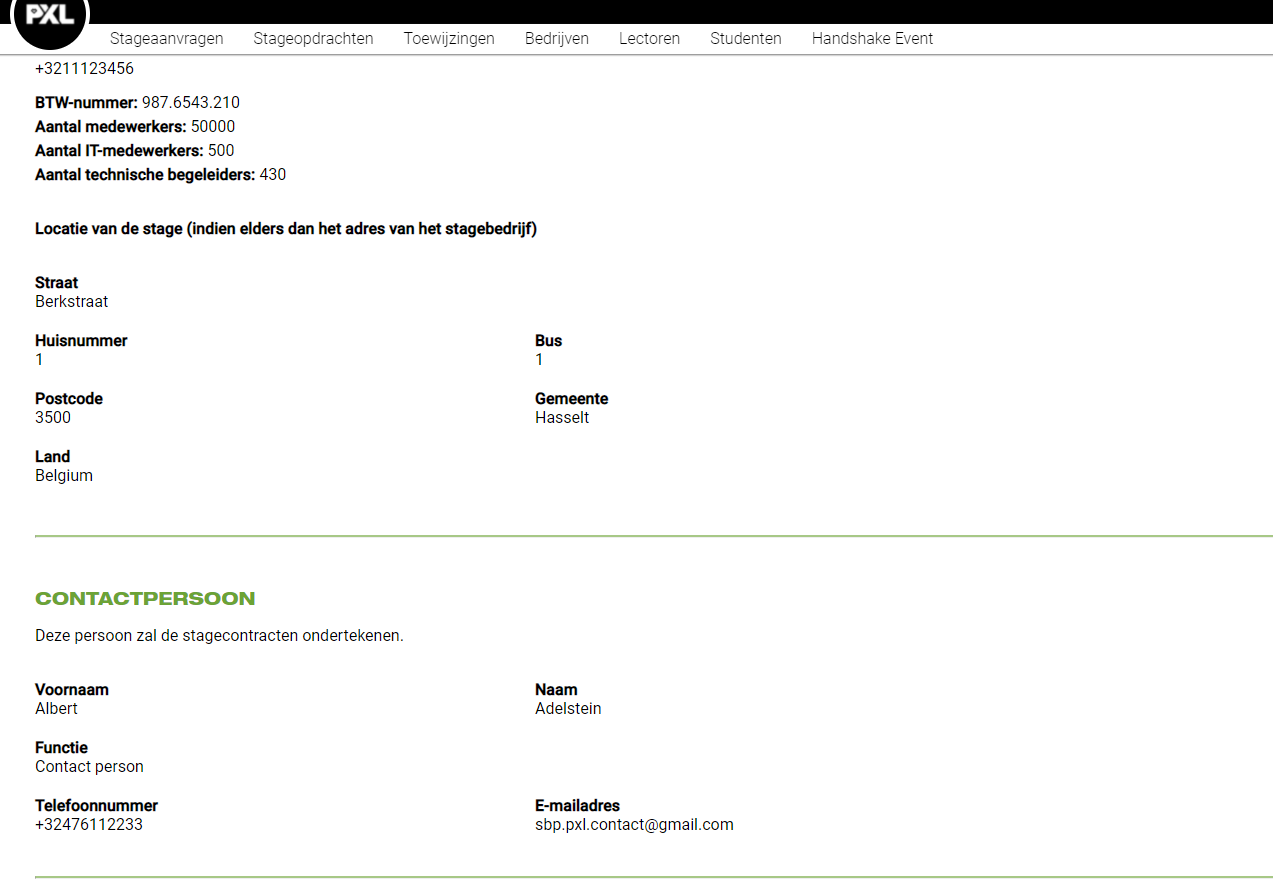 PXL
Stageaanvragen Stageopdrachten Toewijzingen Bedrijven Lectoren Studenten Handshake Event
+3211123456
BTW-nummer: 987.6543.210
Aantal medewerkers: 50000
Aantal IT-medewerkers: 500
Aantal technische begeleiders: 430
Locatie van de stage (indien elders dan het adres van het stagebedrijf)
Straat
Berkstraat
Huisnummer Bus
1 1
Postcode Gemeente
3500 Hasselt
Land
Belgium
CONTACTPERSOON
Deze persoon zal de stagecontracten ondertekenen.
Voornaam Naam
Albert Adelstein
Functie
Contact person
Telefoonnummer E-mailadres
+32476112233 sbp.pxl.contact@gmail.com